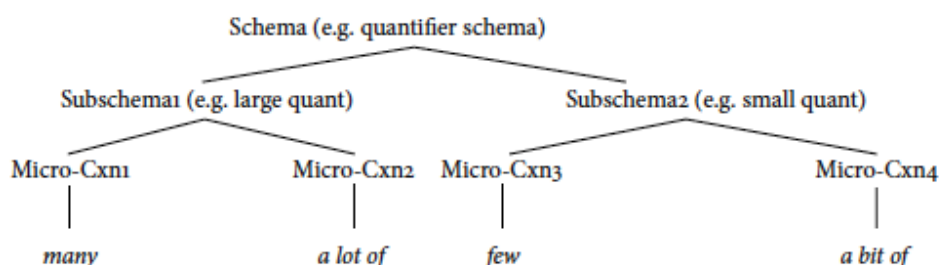 Schema (e.g. quantifier schema)
Subschema1 (e.g. large quant) Subschema2 (e.g. small quant)
Micro-Cxn1 Micro-Cxn2 Micro-Cxn3 Micro-Cxn4
many a lot of few a bit of